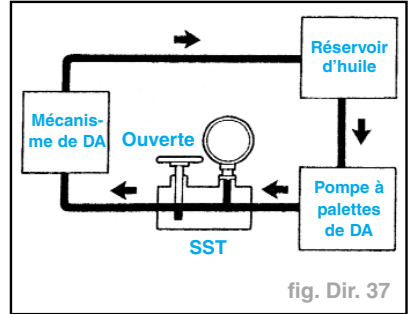 Réservoir
d'huile
Mécanis-
me de DA
Ouverte
Pompe à
palettes
de DA
SST
fig. Dir. 37